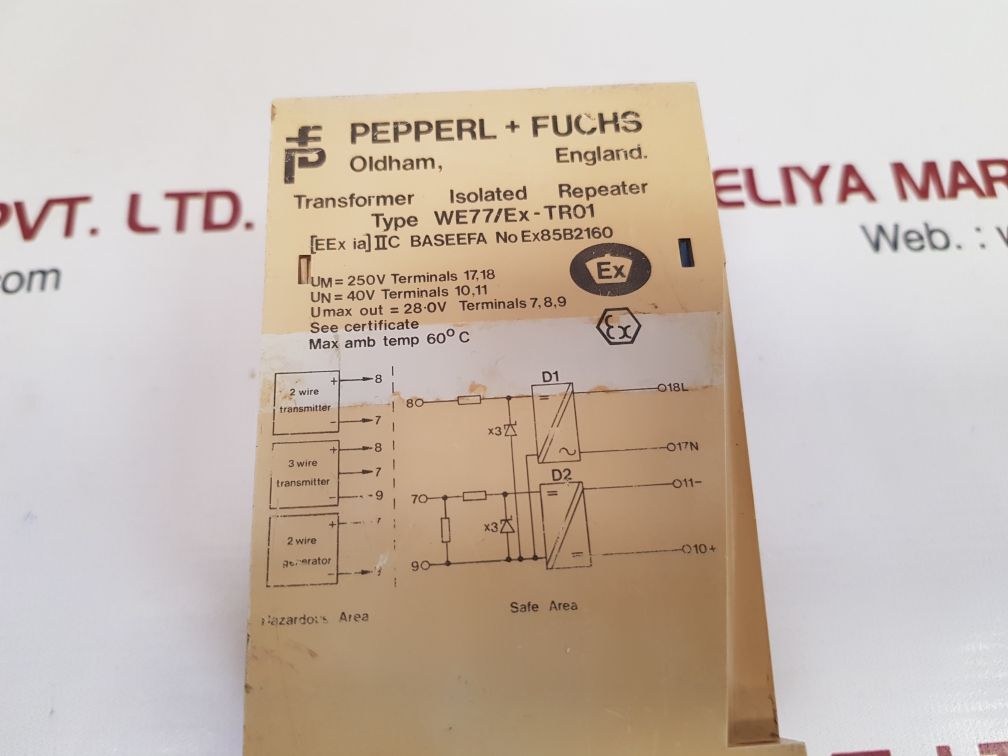 PEPPERL + FUCHS
Oldham, England.
Transformer Isolated Repeater
Type WE77/Ex-TR01
[EEx ia] IIC BASEEFA No Ex85B2160
Ex
UM = 250V Terminals 17,18
UN = 40V Terminals 10,11
Umax out = 28·0V Terminals 7,8,9
See certificate
Max amb temp 60°C
Ex
2 wire transmitter
+ 8
− 7
3 wire transmitter
+ 8
7
− 9
2 wire
+ 7
−
8
x3
D1
=
~
18L
17N
7
x3
D2
=
=
11−
10+
9
Area
Safe Area
PVT. LTD.
com
ELIYA MAR
Web. :